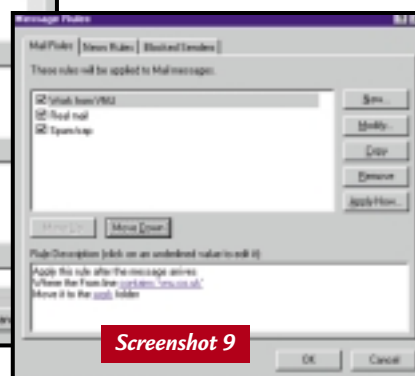 Message Rules
Mail Rules News Rules Blocked Senders
These rules will be applied to Mail messages.
Work from VNU
Real mail
Spam trap
New...
Modify...
Copy
Remove
Apply Now...
Move Up
Move Down
Rule Description (click on an underlined value to edit it):
Apply this rule after the message arrives
Where the From line contains 'vnu.co.uk'
Move it to the work folder
Screenshot 9
OK Cancel